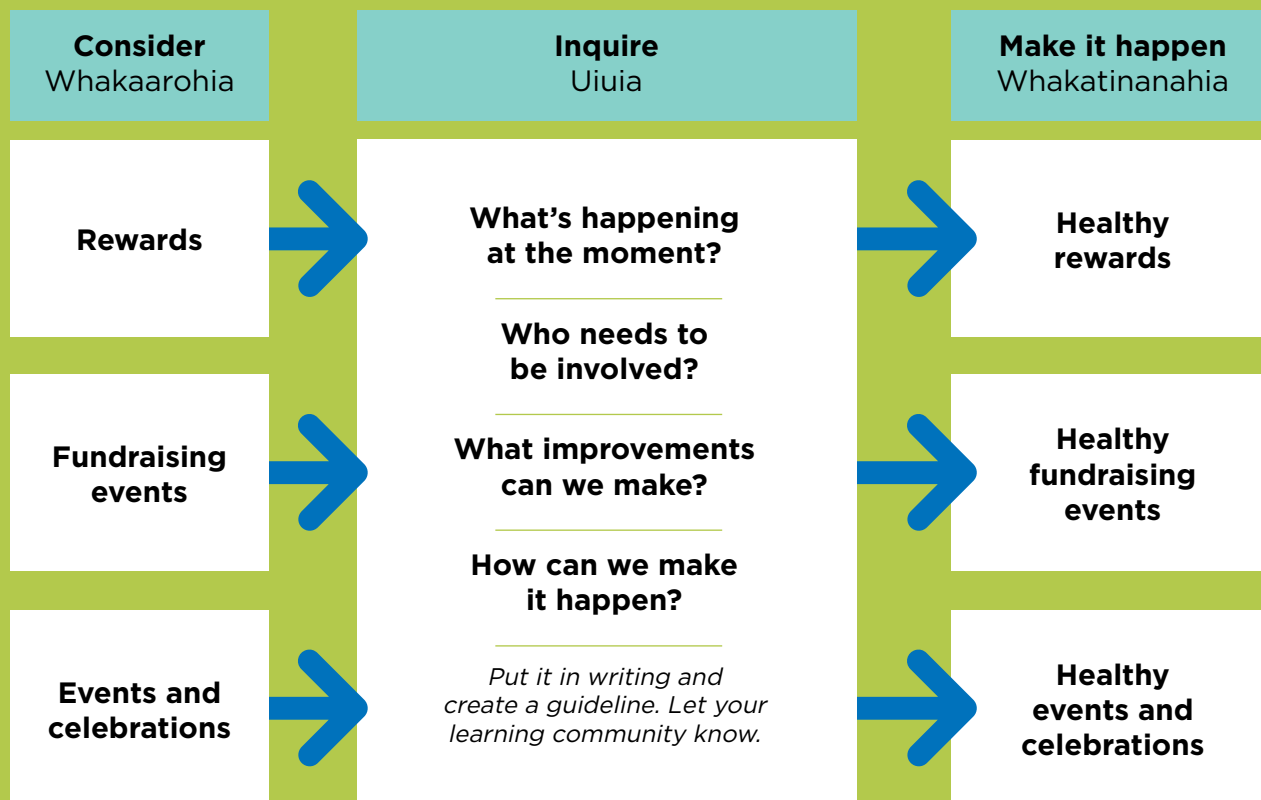 Consider
Whakaarohia
Inquire
Uiuia
Make it happen
Whakatinanahia
Rewards
Fundraising
events
Events and
celebrations
What’s happening
at the moment?
Who needs to
be involved?
What improvements
can we make?
How can we make
it happen?
Put it in writing and
create a guideline. Let your
learning community know.
Healthy
rewards
Healthy
fundraising
events
Healthy
events and
celebrations